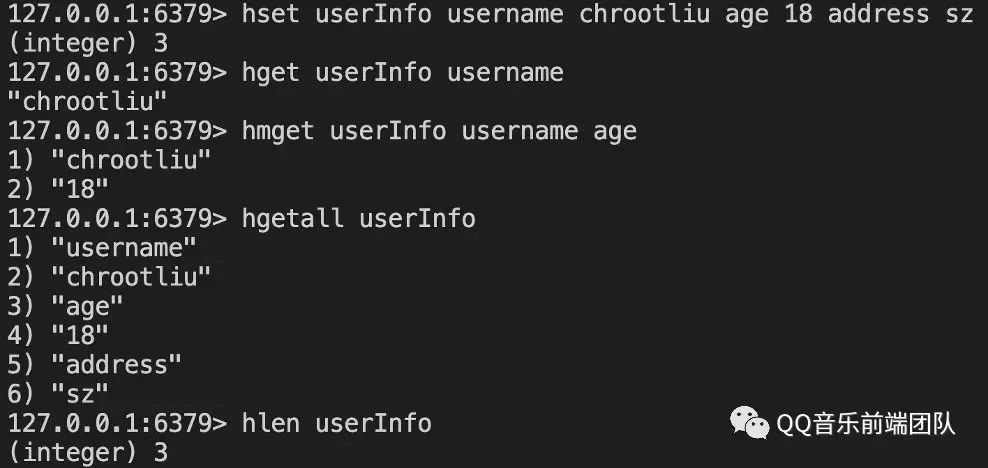 127.0.0.1:6379> hset userInfo username chrootliu age 18 address sz
(integer) 3
127.0.0.1:6379> hget userInfo username
"chrootliu"
127.0.0.1:6379> hmget userInfo username age
1) "chrootliu"
2) "18"
127.0.0.1:6379> hgetall userInfo
1) "username"
2) "chrootliu"
3) "age"
4) "18"
5) "address"
6) "sz"
127.0.0.1:6379> hlen userInfo
(integer) 3
QQ音乐前端团队